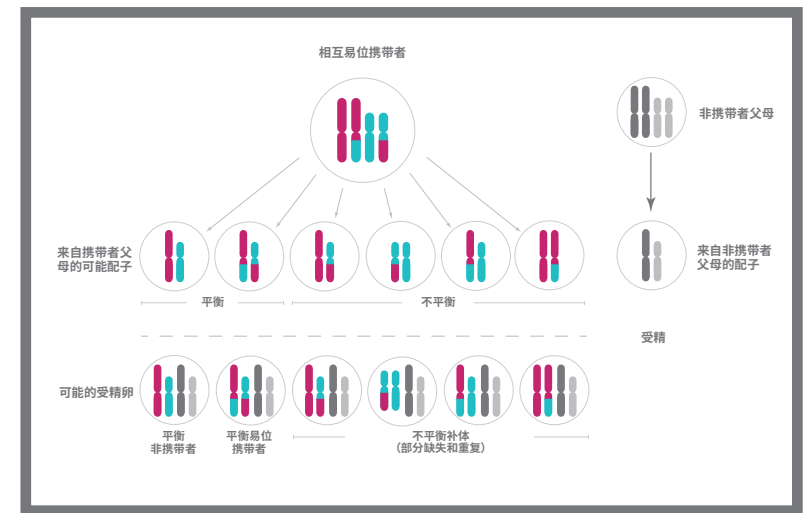 相互易位携带者
非携带者父母
来自携带者父
母的可能配子
来自非携带者
父母的配子
平衡
不平衡
受精
可能的受精卵
平衡
非携带者
平衡易位
携带者
不平衡补体
（部分缺失和重复）